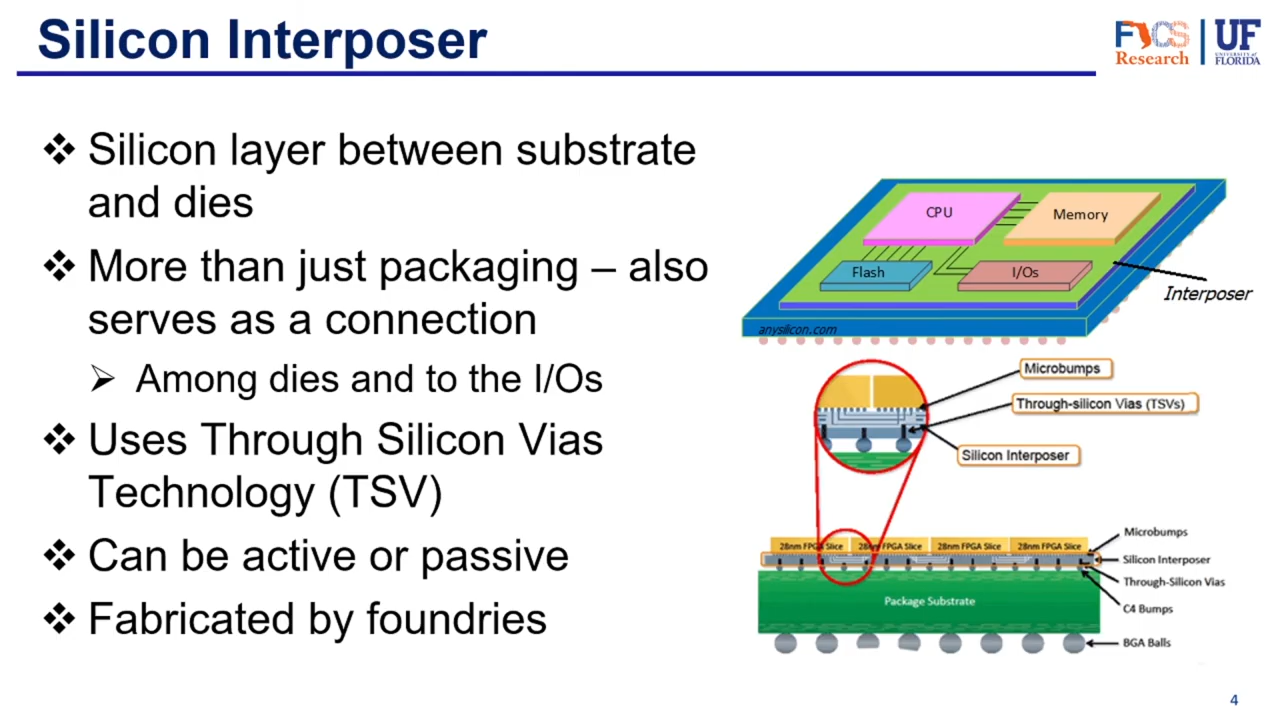 Silicon Interposer
FICS
Research
UF
UNIVERSITY of
FLORIDA
❖ Silicon layer between substrate
and dies
❖ More than just packaging – also
serves as a connection
➢ Among dies and to the I/Os
❖ Uses Through Silicon Vias
Technology (TSV)
❖ Can be active or passive
❖ Fabricated by foundries
CPU
Memory
Flash
I/Os
Interposer
anysilicon.com
Microbumps
Through-silicon Vias (TSVs)
Silicon Interposer
28nm FPGA Slice
28nm FPGA Slice
28nm FPGA Slice
28nm FPGA Slice
Package Substrate
Microbumps
Silicon Interposer
Through-Silicon Vias
C4 Bumps
BGA Balls
4